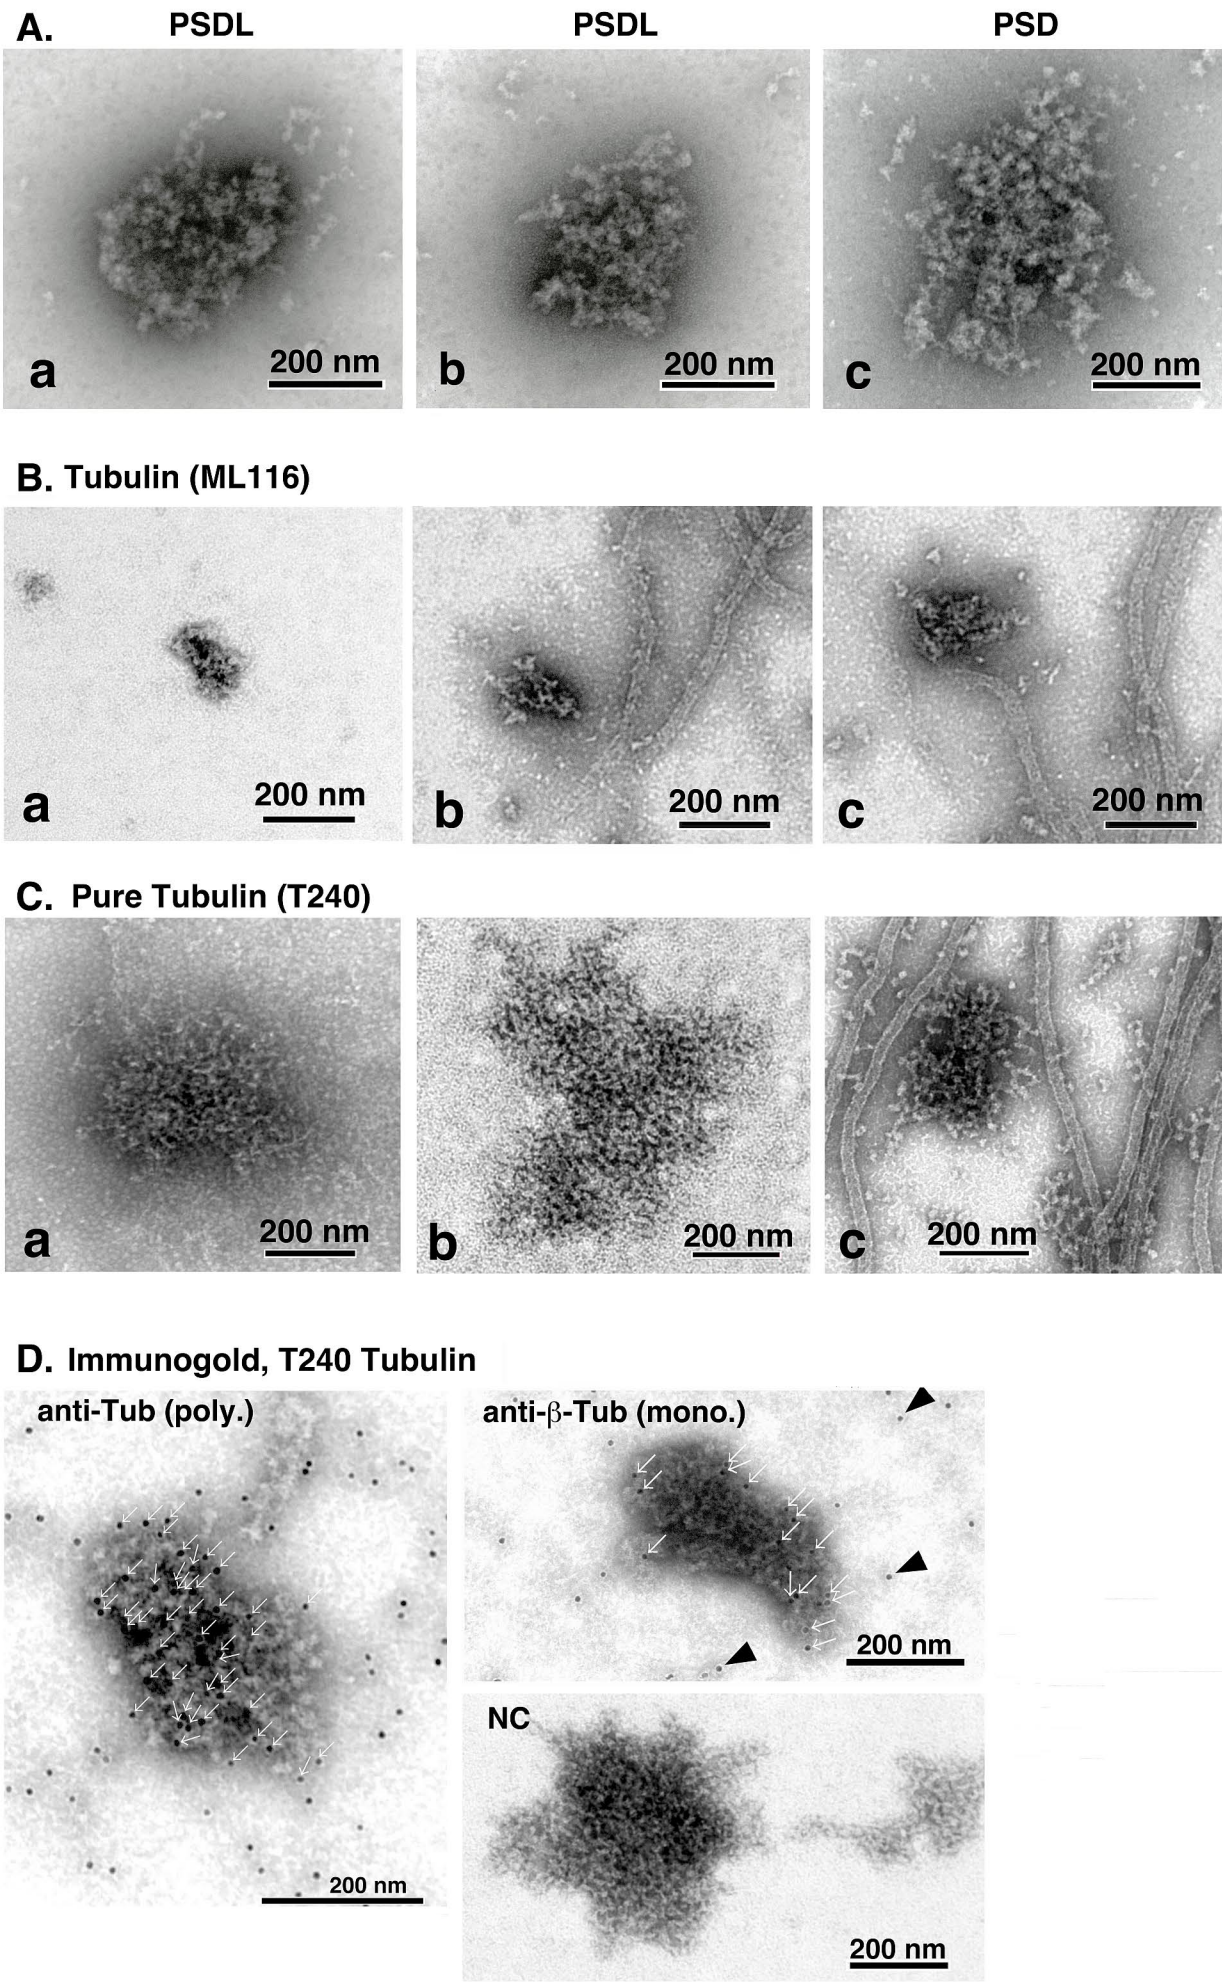 A. PSDL PSDL PSD
a 200 nm b 200 nm c 200 nm
B. Tubulin (ML116)
a 200 nm b 200 nm c 200 nm
C. Pure Tubulin (T240)
a 200 nm b 200 nm c 200 nm
D. Immunogold, T240 Tubulin
anti-Tub (poly.)
200 nm
anti-β-Tub (mono.)
200 nm
NC
200 nm